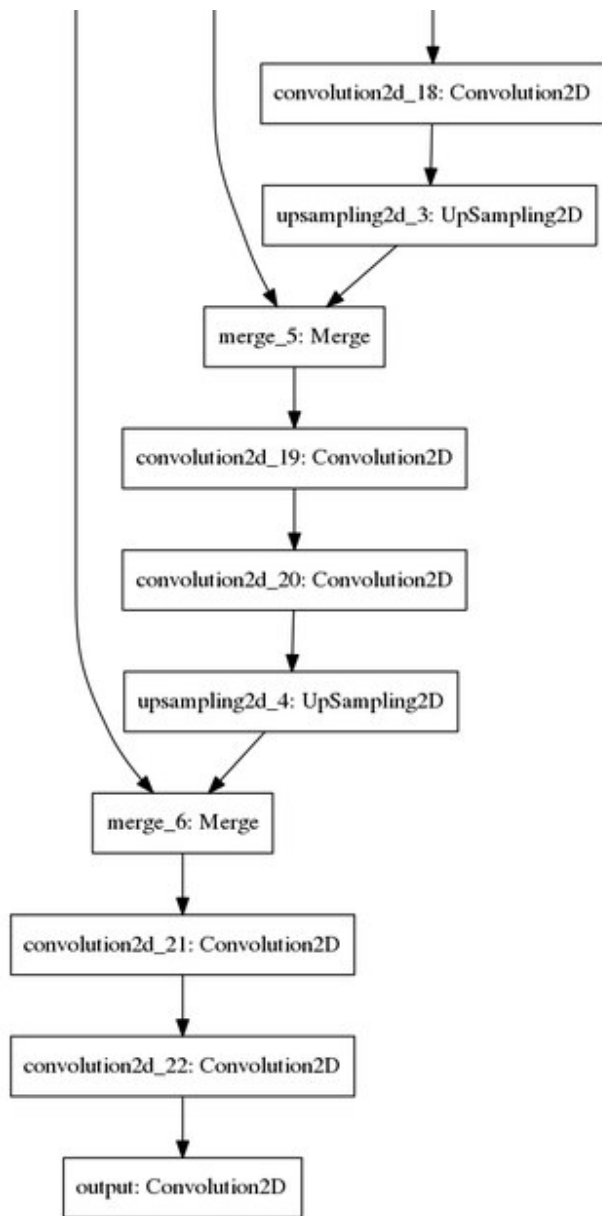 convolution2d_18: Convolution2D
upsampling2d_3: UpSampling2D
merge_5: Merge
convolution2d_19: Convolution2D
convolution2d_20: Convolution2D
upsampling2d_4: UpSampling2D
merge_6: Merge
convolution2d_21: Convolution2D
convolution2d_22: Convolution2D
output: Convolution2D